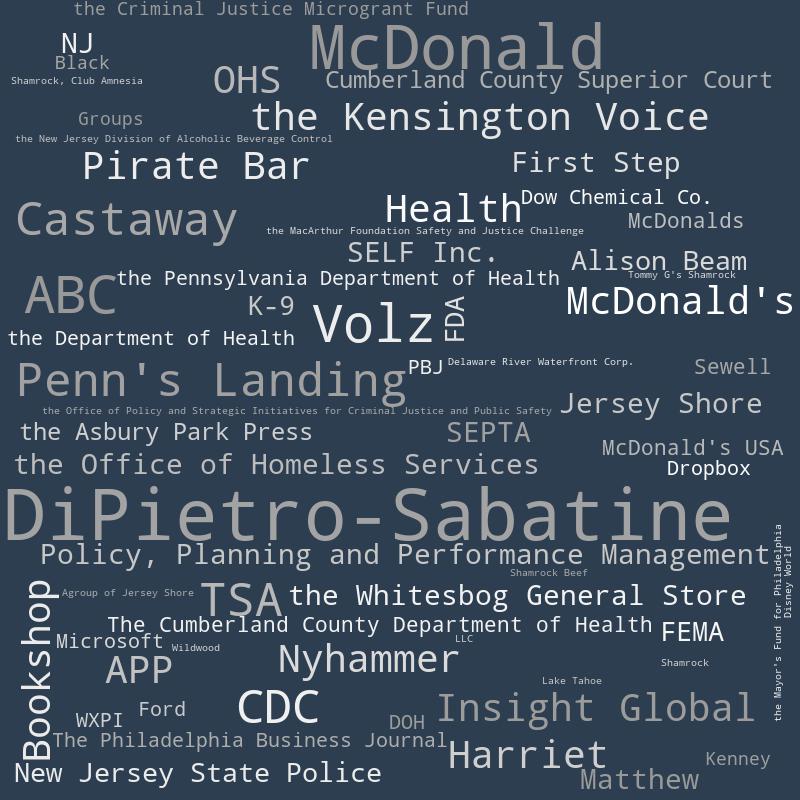 the Criminal Justice Microgrant Fund
McDonald
NJ
Black
OHS
Cumberland County Superior Court
Shamrock, Club Amnesia
Groups
the Kensington Voice
the New Jersey Division of Alcoholic Beverage Control
Pirate Bar
First Step
Health
Dow Chemical Co.
Castaway
McDonalds
the MacArthur Foundation Safety and Justice Challenge
SELF Inc.
Alison Beam
Tommy G's Shamrock
ABC
the Pennsylvania Department of Health
K-9
Volz
FDA
McDonald's
the Department of Health
Penn's Landing
PBJ
Delaware River Waterfront Corp.
Sewell
the Office of Policy and Strategic Initiatives for Criminal Justice and Public Safety
Jersey Shore
the Asbury Park Press
SEPTA
McDonald's USA
the Office of Homeless Services
Dropbox
DiPietro-Sabatine
Policy, Planning and Performance Management
the Mayor's Fund for Philadelphia
Disney World
Shamrock Beef
Bookshop
Agroup of Jersey Shore
TSA
the Whitesbog General Store
The Cumberland County Department of Health
FEMA
Microsoft
Wildwood
LLC
APP
Nyhammer
Shamrock
Lake Tahoe
WXPI
Ford
CDC
DOH
Insight Global
The Philadelphia Business Journal
Harriet
Kenney
New Jersey State Police
Matthew